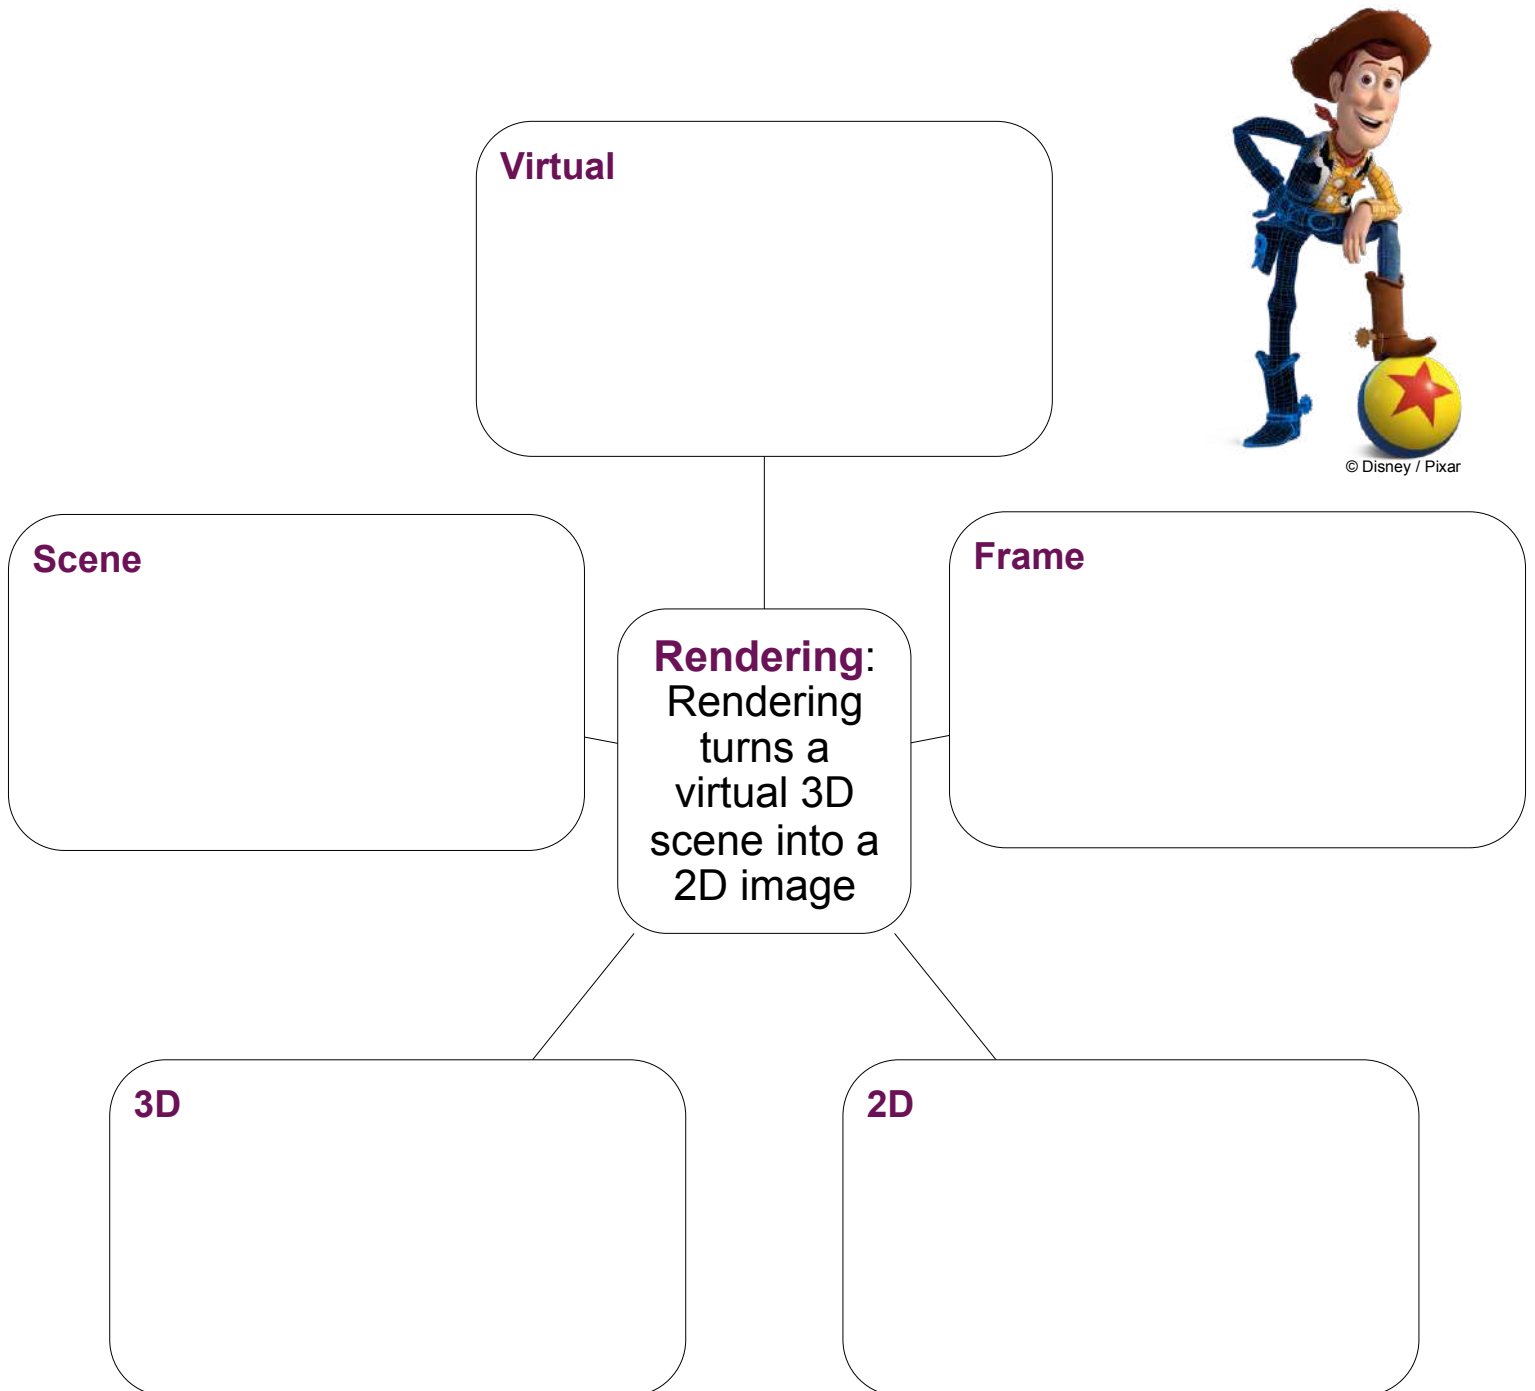 Virtual
© Disney / Pixar
Scene
Frame
Rendering:
Rendering
turns a
virtual 3D
scene into a
2D image
3D
2D